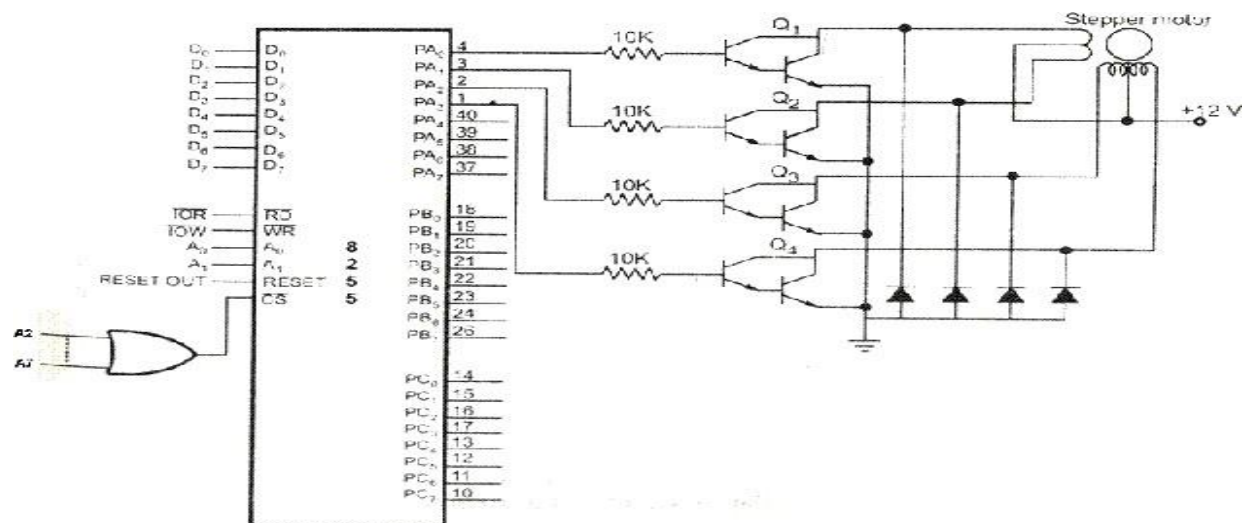 Stepper motor
+12 V
Q1
Q2
Q3
Q4
10K
10K
10K
10K
D0 D0
D1 D1
D2 D2
D3 D3
D4 D4
D5 D5
D6 D6
D7 D7
IOR RD
IOW WR
A0 A0
A1 A1
RESET OUT RESET
CS
8
2
5
5
A2
A7
PA0 4
PA1 3
PA2 2
PA3 1
PA4 40
PA5 39
PA6 38
PA7 37
PB0 18
PB1 19
PB2 20
PB3 21
PB4 22
PB5 23
PB6 24
PB7 26
PC0 14
PC1 15
PC2 16
PC3 17
PC4 13
PC5 12
PC6 11
PC7 10